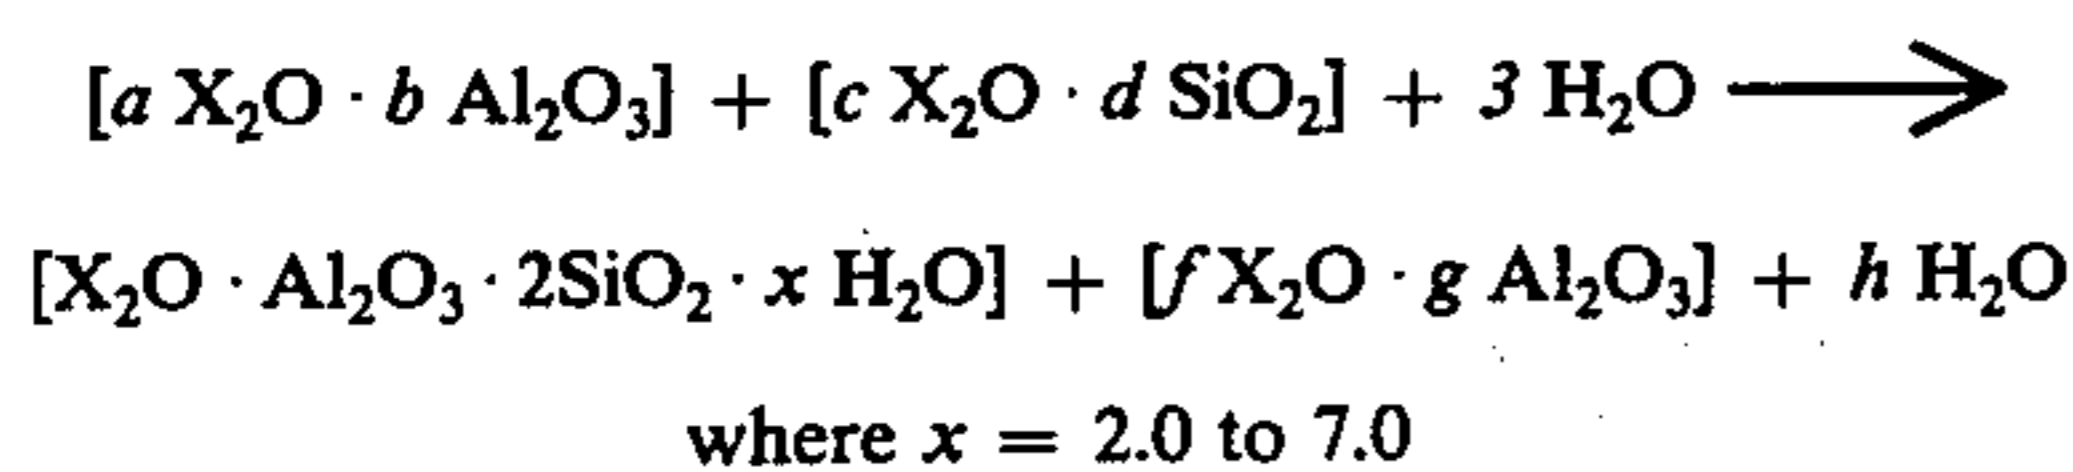 [a X₂O · b Al₂O₃] + [c X₂O · d SiO₂] + 3 H₂O ⟶
[X₂O · Al₂O₃ · 2SiO₂ · x H₂O] + [f X₂O · g Al₂O₃] + h H₂O
where x = 2.0 to 7.0